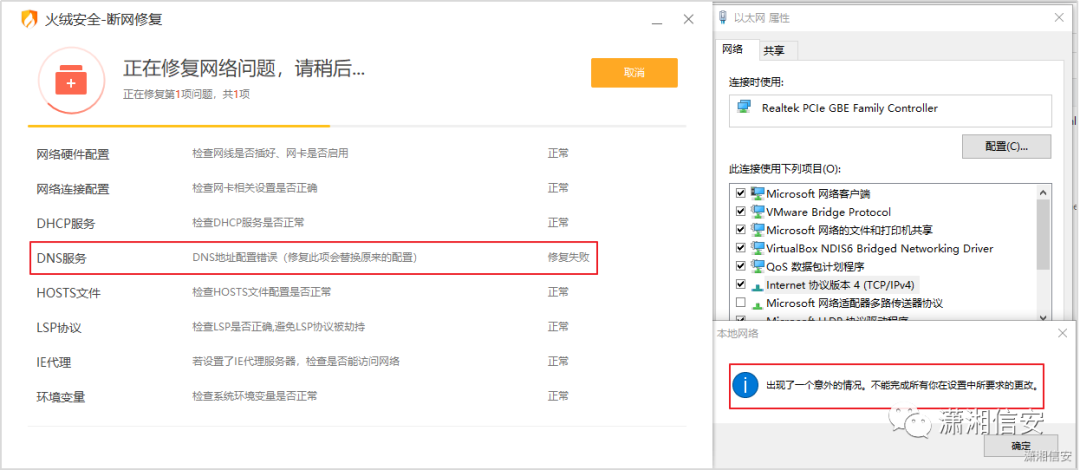 火绒安全-断网修复
正在修复网络问题，请稍后...
正在修复第1项问题，共1项
取消
网络硬件配置 检查网线是否插好、网卡是否启用 正常
网络连接配置 检查网卡相关设置是否正确 正常
DHCP服务 检查DHCP服务是否正常 正常
DNS服务 DNS地址配置错误（修复此项会替换原来的配置） 修复失败
HOSTS文件 检查HOSTS文件配置是否正常 正常
LSP协议 检查LSP是否正确,避免LSP协议被劫持 正常
IE代理 若设置了IE代理服务器，检查是否能访问网络 正常
环境变量 检查系统环境变量是否正常 正常
以太网 属性
网络 共享
连接时使用:
Realtek PCIe GBE Family Controller
配置(C)...
此连接使用下列项目(O):
Microsoft 网络客户端
VMware Bridge Protocol
Microsoft 网络的文件和打印机共享
VirtualBox NDIS6 Bridged Networking Driver
QoS 数据包计划程序
Internet 协议版本 4 (TCP/IPv4)
Microsoft 网络适配器多路传送器协议
Microsoft LLDP 协议驱动程序
本地网络
出现了一个意外的情况。不能完成所有你在设置中所要求的更改。
潇湘信安
确定
潇湘信安